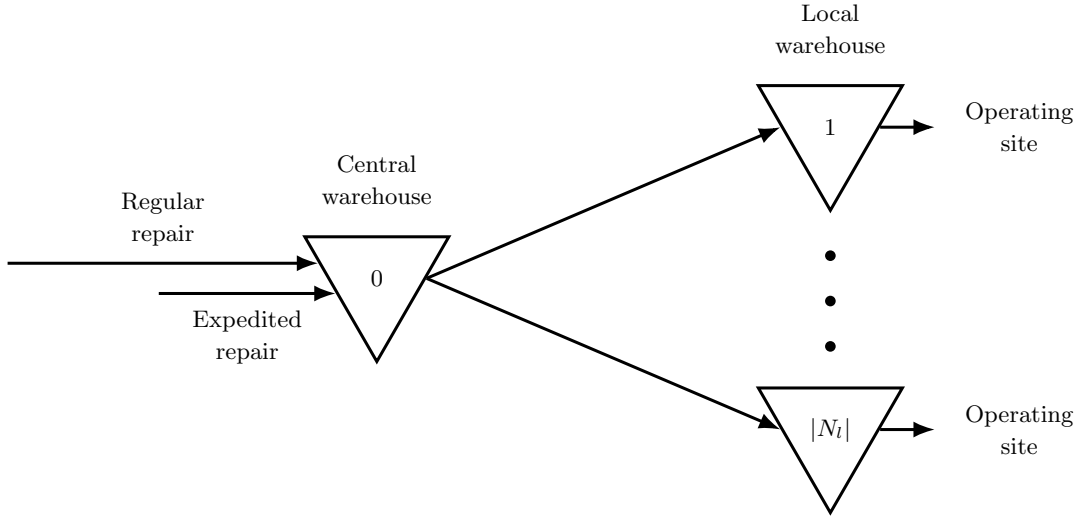 Local
warehouse
1
Operating
site
Central
warehouse
Regular
repair
0
Expedited
repair
|N_l|
Operating
site